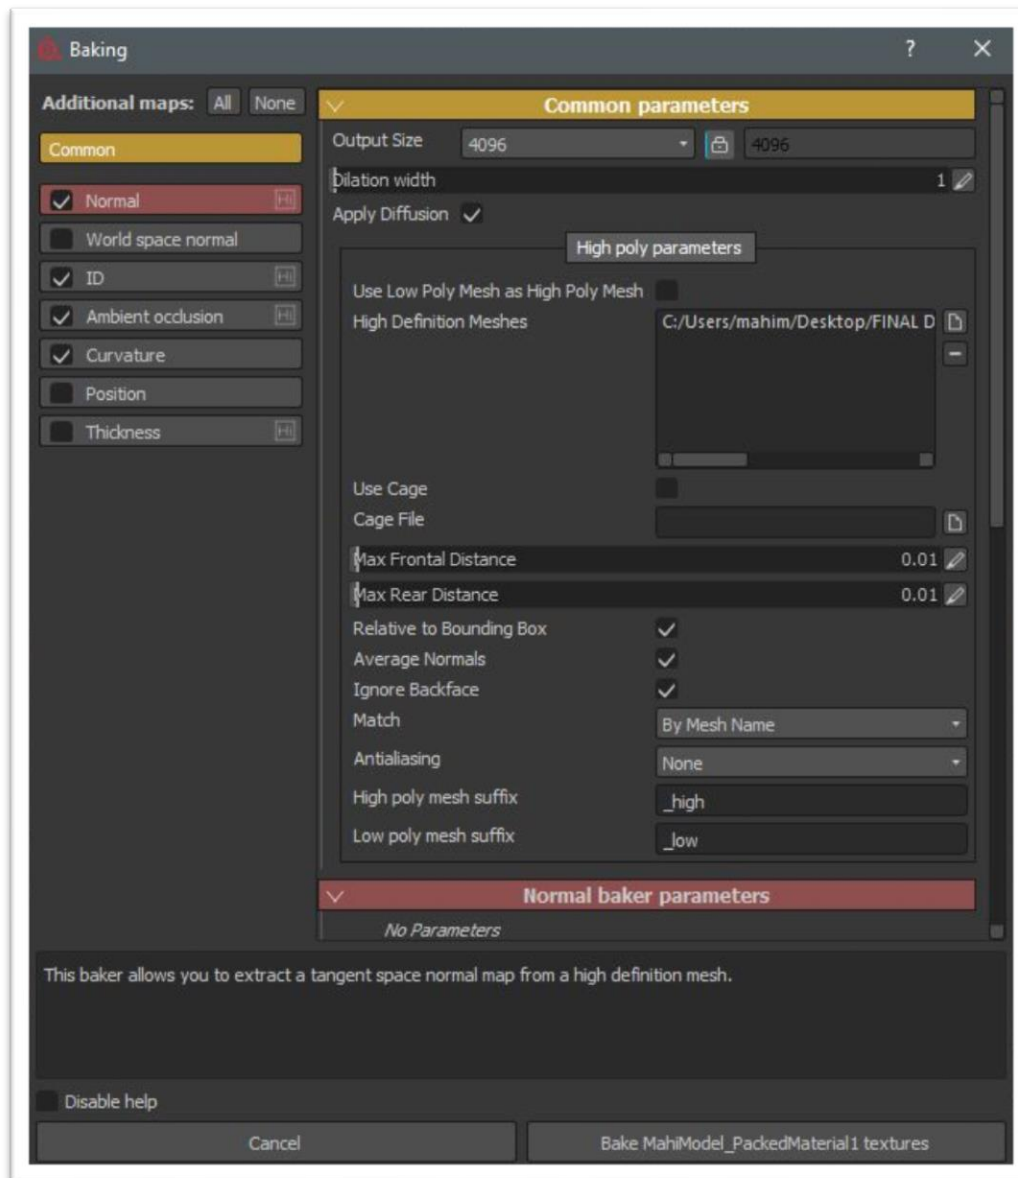 Baking
?
Additional maps: All None
Common
Normal
World space normal
ID
Ambient occlusion
Curvature
Position
Thickness
Common parameters
Output Size 4096 4096
Dilation width 1
Apply Diffusion
High poly parameters
Use Low Poly Mesh as High Poly Mesh
High Definition Meshes C:/Users/mahim/Desktop/FINAL D
Use Cage
Cage File
Max Frontal Distance 0.01
Max Rear Distance 0.01
Relative to Bounding Box
Average Normals
Ignore Backface
Match By Mesh Name
Antialiasing None
High poly mesh suffix _high
Low poly mesh suffix _low
Normal baker parameters
No Parameters
This baker allows you to extract a tangent space normal map from a high definition mesh.
Disable help
Cancel Bake MahiModel_PackedMaterial1 textures